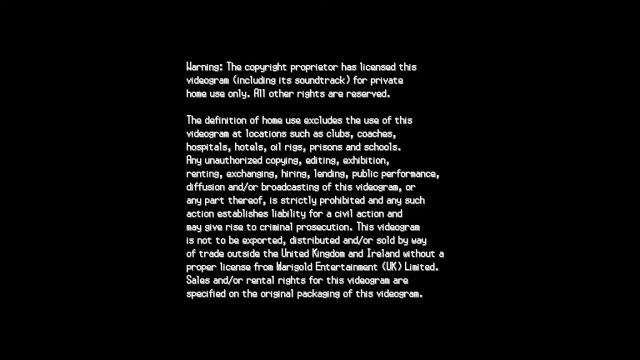 Warning: The copyright proprietor has licensed this
videogram (including its soundtrack) for private
home use only. All other rights are reserved.
The definition of home use excludes the use of this
videogram at locations such as clubs, coaches,
hospitals, hotels, oil rigs, prisons and schools.
Any unauthorized copying, editing, exhibition,
renting, exchanging, hiring, lending, public performance,
diffusion and/or broadcasting of this videogram, or
any part thereof, is strictly prohibited and any such
action establishes liability for a civil action and
may give rise to criminal prosecution. This videogram
is not to be exported, distributed and/or sold by way
of trade outside the United Kingdom and Ireland without a
proper license from Marigold Entertainment (UK) Limited.
Sales and/or rental rights for this videogram are
specified on the original packaging of this videogram.